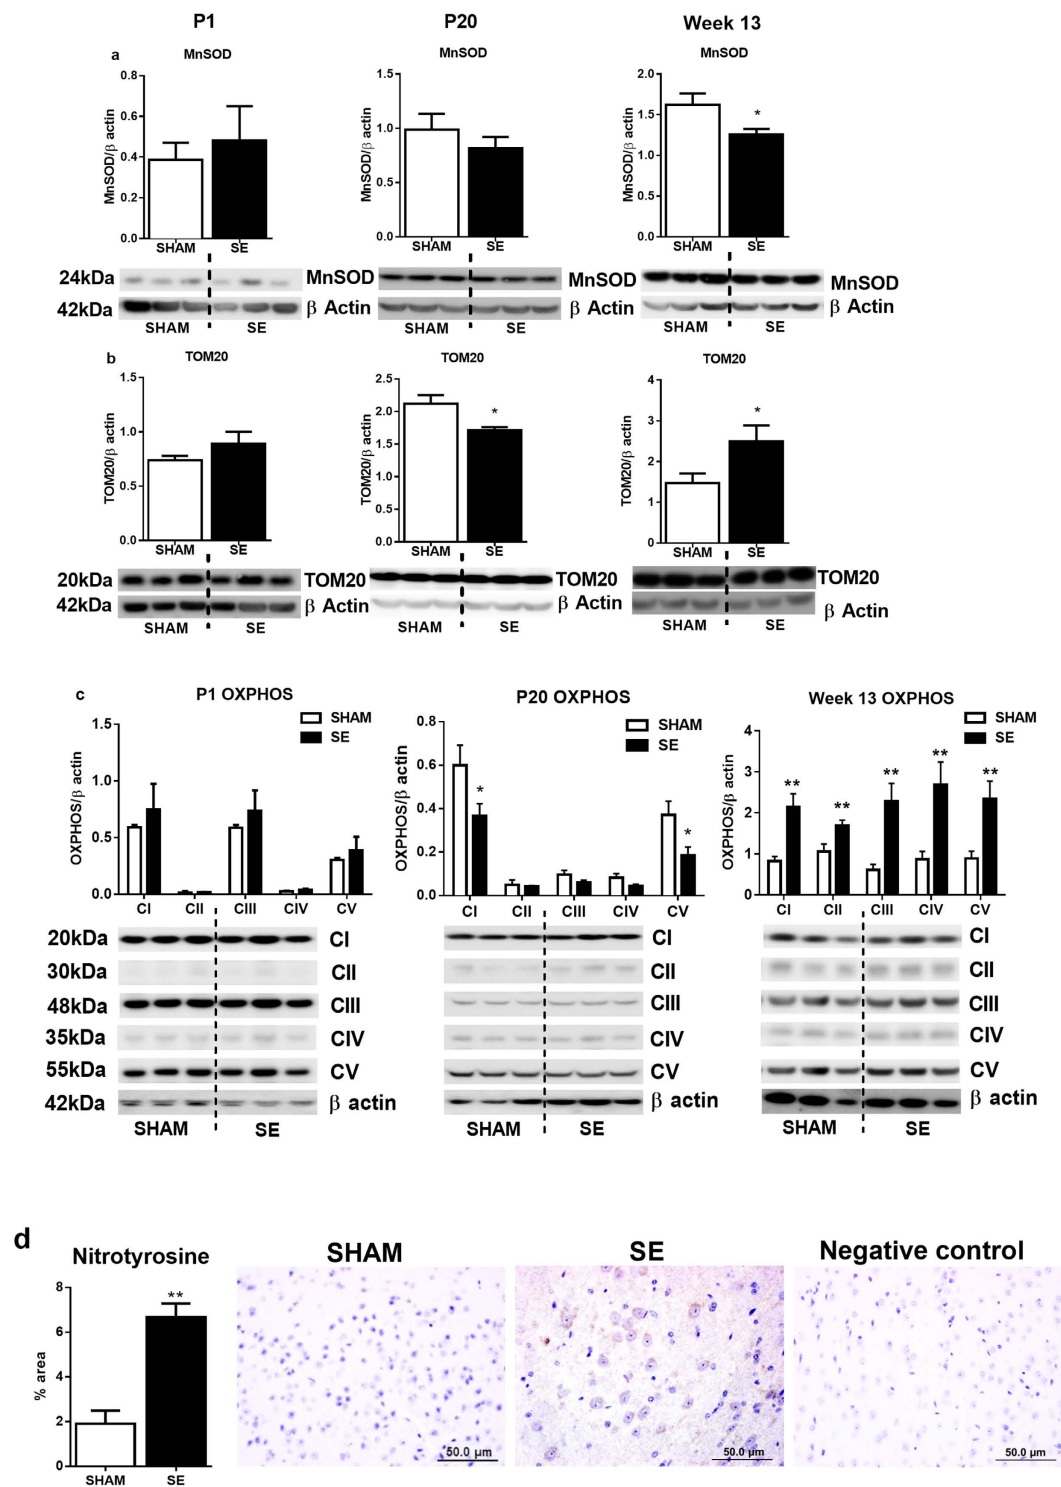 P1 P20 Week 13
a MnSOD MnSOD MnSOD
MnSOD/β actin
0.8
0.6
0.4
0.2
0.0
SHAM SE
MnSOD/β actin
1.5
1.0
0.5
0.0
SHAM SE
MnSOD/β actin
2.0
1.5
*
1.0
0.5
0.0
SHAM SE
24kDa MnSOD MnSOD MnSOD
42kDa β Actin β Actin β Actin
SHAM SE SHAM SE SHAM SE
b TOM20 TOM20 TOM20
TOM20/β actin
1.5
1.0
0.5
0.0
SHAM SE
TOM20/β actin
2.5
2.0
*
1.5
1.0
0.5
0.0
SHAM SE
TOM20/β actin
4
3
*
2
1
0
SHAM SE
20kDa TOM20 TOM20 TOM20
42kDa β Actin β Actin β Actin
SHAM SE SHAM SE SHAM SE
c P1 OXPHOS P20 OXPHOS Week 13 OXPHOS
SHAM
SE
OXPHOS/β actin
1.5
1.0
0.5
0.0
CI CII CIII CIV CV
SHAM
SE
OXPHOS/β actin
0.8
0.6
0.4
0.2
0.0
* *
CI CII CIII CIV CV
SHAM
SE
OXPHOS/β actin
4
3
2
1
0
** ** ** ** **
CI CII CIII CIV CV
20kDa CI CI CI
30kDa CII CII CII
48kDa CIII CIII CIII
35kDa CIV CIV CIV
55kDa CV CV CV
42kDa β actin β actin β actin
SHAM SE SHAM SE SHAM SE
d Nitrotyrosine SHAM SE Negative control
% area
8
6
4
2
0
**
SHAM SE
50.0 µm 50.0 µm 50.0 µm